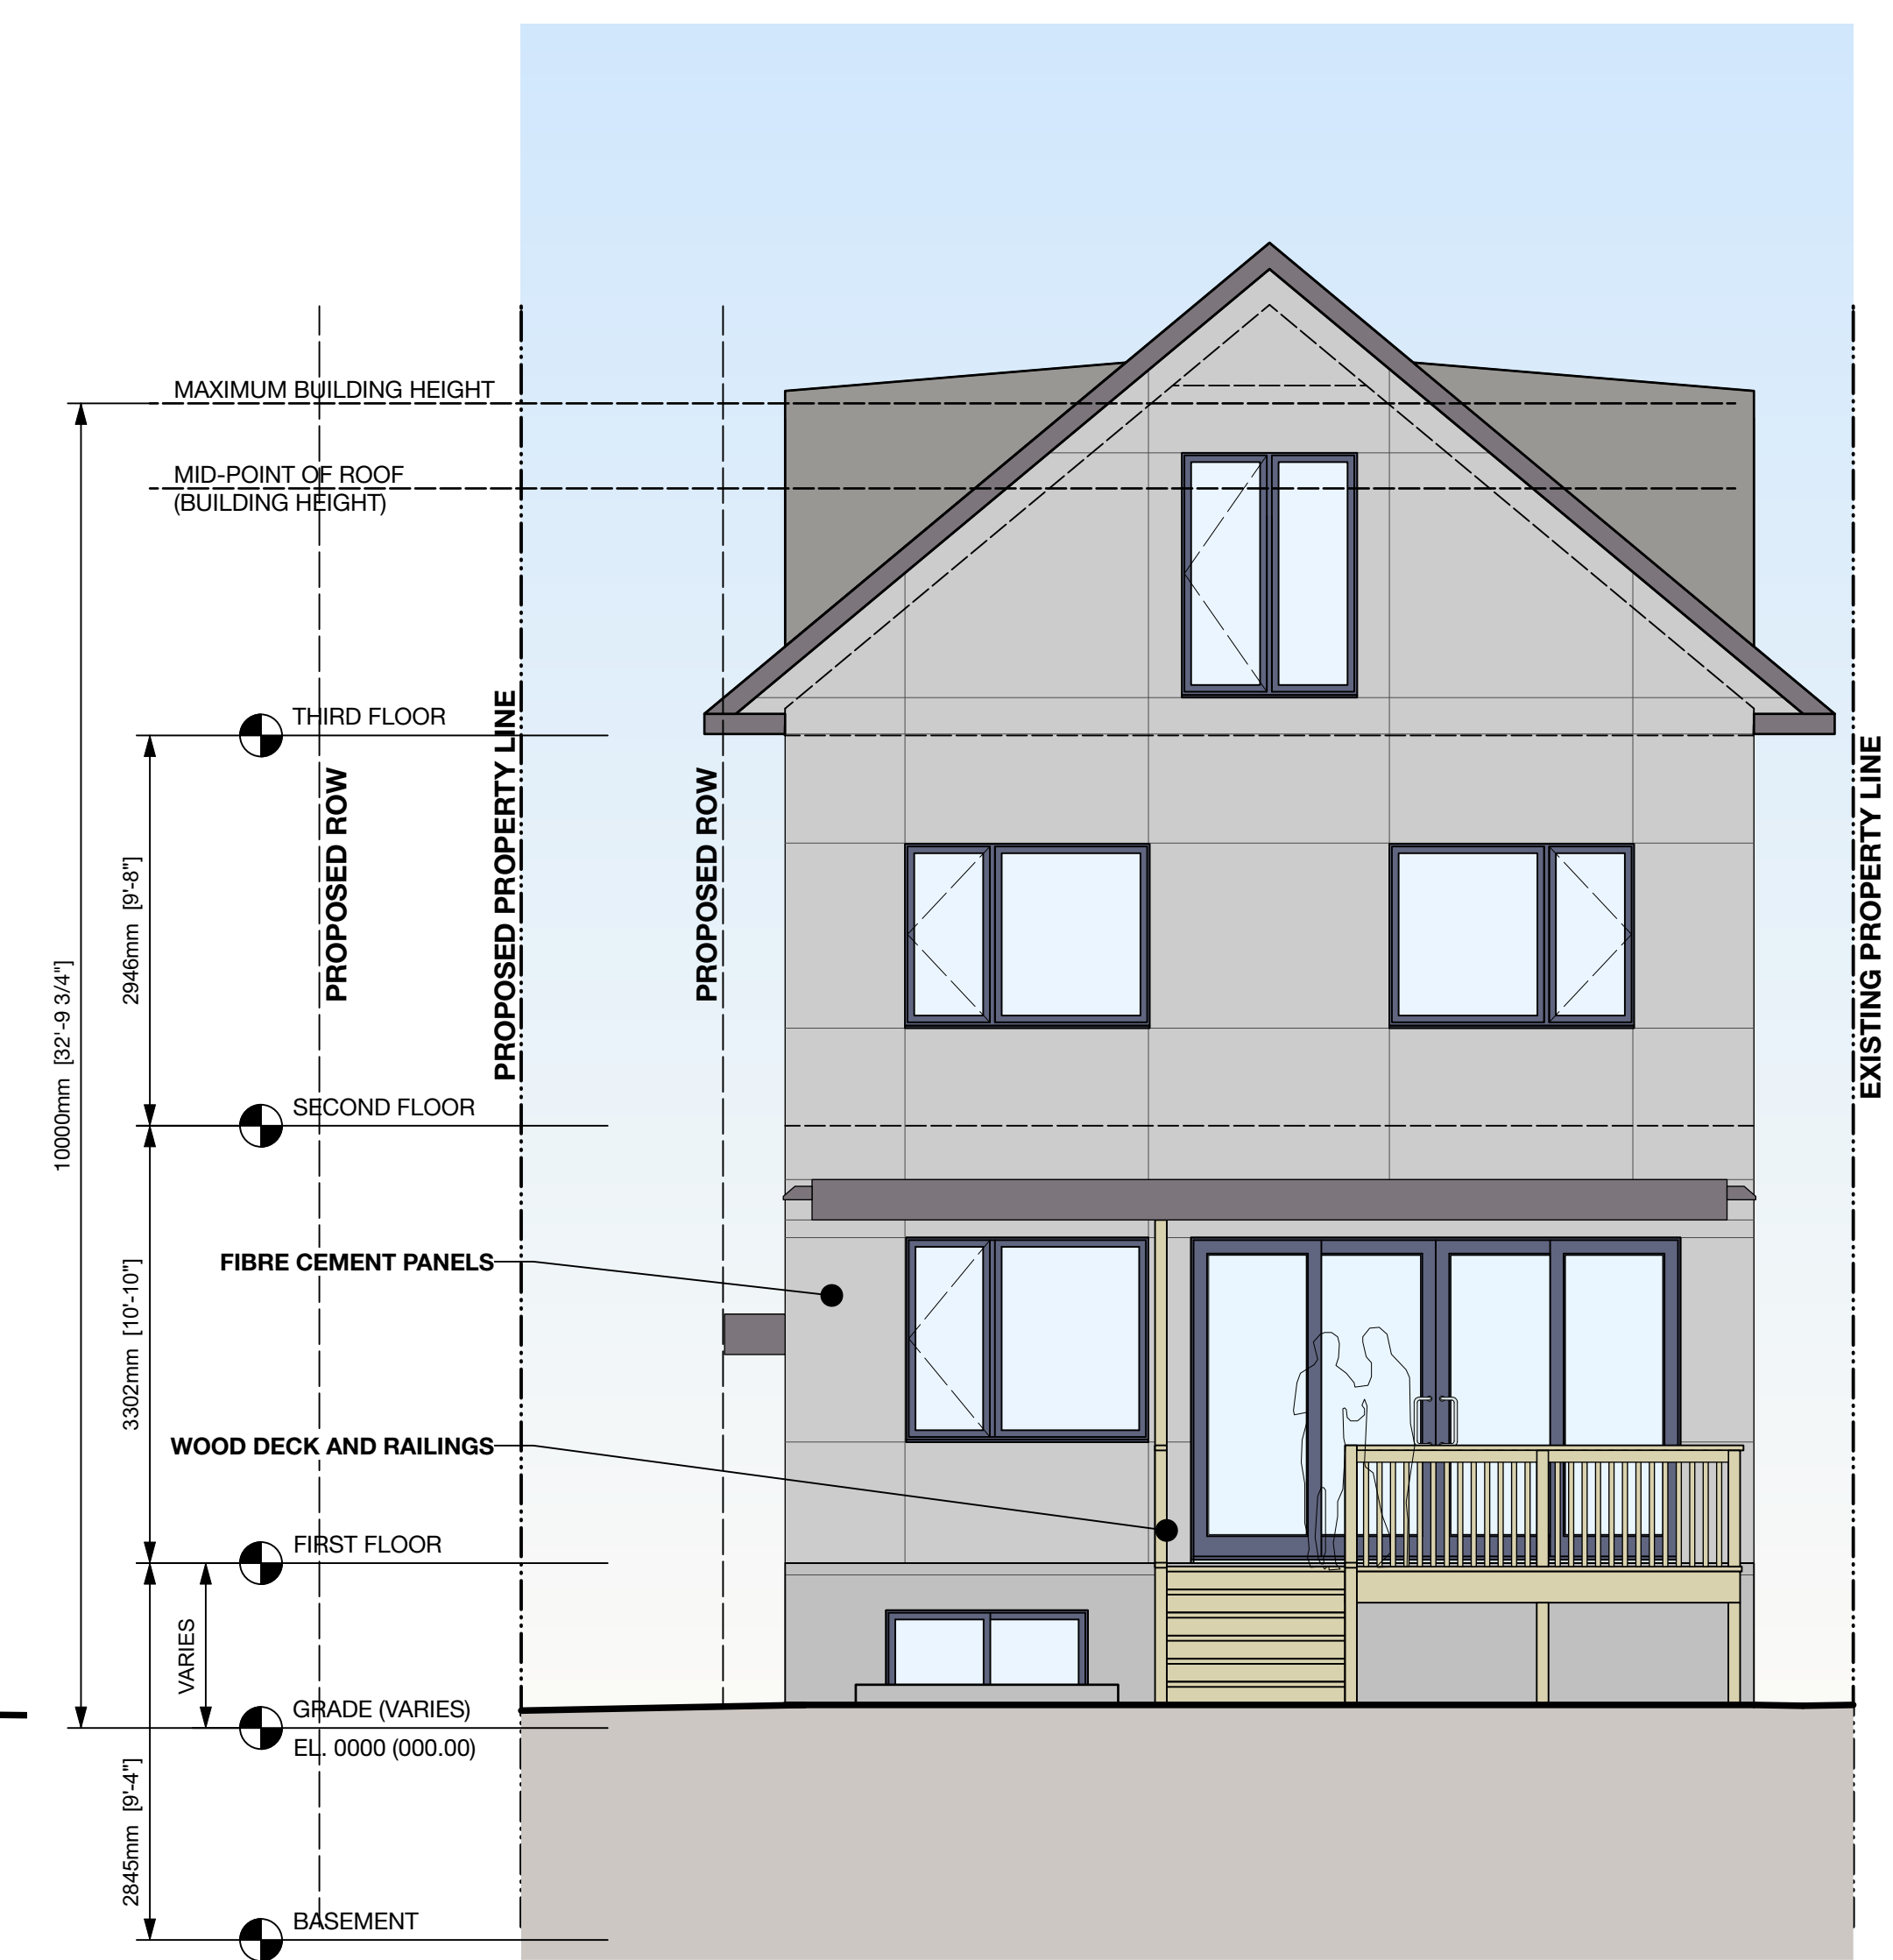 MAXIMUM BUILDING HEIGHT
MID-POINT OF ROOF
(BUILDING HEIGHT)
THIRD FLOOR
PROPOSED ROW
PROPOSED PROPERTY LINE
PROPOSED ROW
EXISTING PROPERTY LINE
2946mm [9'-8"]
10000mm [32'-9 3/4"]
SECOND FLOOR
FIBRE CEMENT PANELS
3302mm [10'-10"]
WOOD DECK AND RAILINGS
FIRST FLOOR
VARIES
GRADE (VARIES)
EL. 0000 (000.00)
2845mm [9'-4"]
BASEMENT